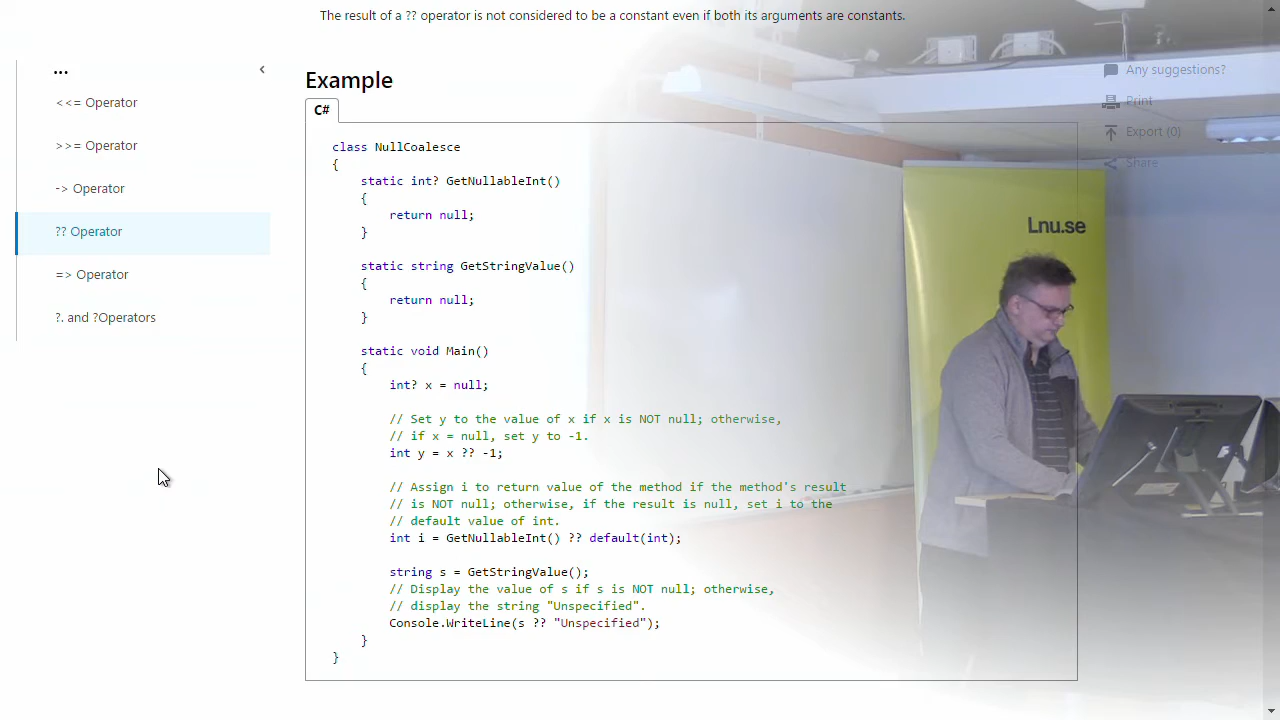 The result of a ?? operator is not considered to be a constant even if both its arguments are constants.
...
<<= Operator
>>= Operator
-> Operator
?? Operator
=> Operator
?. and ?Operators
Example
C#
class NullCoalesce
{
    static int? GetNullableInt()
    {
        return null;
    }
    static string GetStringValue()
    {
        return null;
    }
    static void Main()
    {
        int? x = null;
        // Set y to the value of x if x is NOT null; otherwise,
        // if x = null, set y to -1.
        int y = x ?? -1;
        // Assign i to return value of the method if the method's result
        // is NOT null; otherwise, if the result is null, set i to the
        // default value of int.
        int i = GetNullableInt() ?? default(int);
        string s = GetStringValue();
        // Display the value of s if s is NOT null; otherwise,
        // display the string "Unspecified".
        Console.WriteLine(s ?? "Unspecified");
    }
}
Any suggestions?
Print
Export (0)
Share
Lnu.se